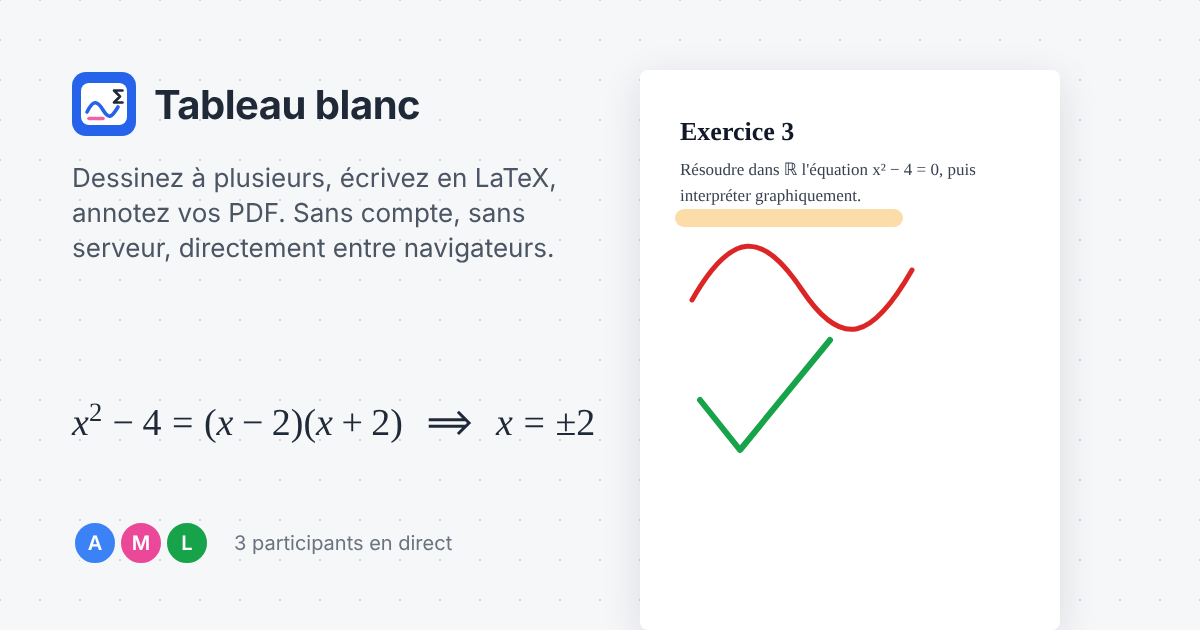 Σ
Tableau blanc
Dessinez à plusieurs, écrivez en LaTeX,
annotez vos PDF. Sans compte, sans
serveur, directement entre navigateurs.
x² − 4 = (x − 2)(x + 2) ⟹ x = ±2
A M L 3 participants en direct
Exercice 3
Résoudre dans ℝ l'équation x² − 4 = 0, puis
interpréter graphiquement.